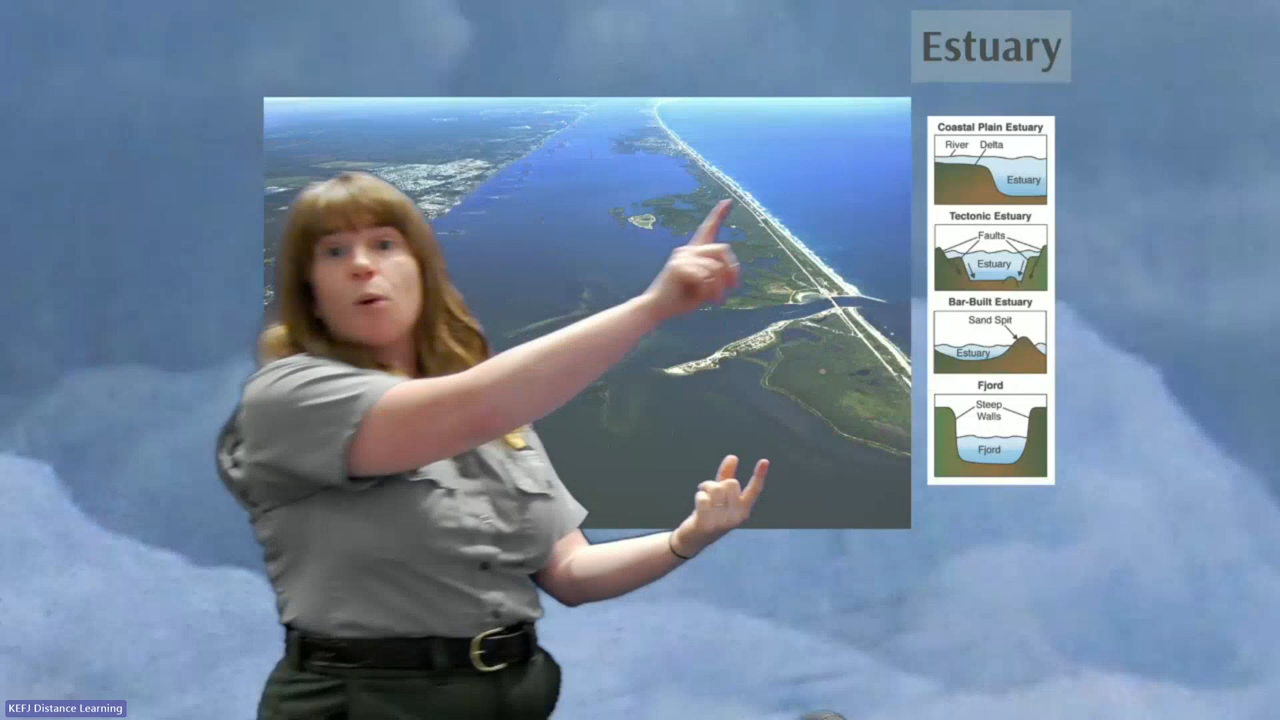 Estuary
Coastal Plain Estuary
River Delta
Estuary
Tectonic Estuary
Faults
Estuary
Bar-Built Estuary
Sand Spit
Estuary
Fjord
Steep
Walls
Fjord
KEFJ Distance Learning